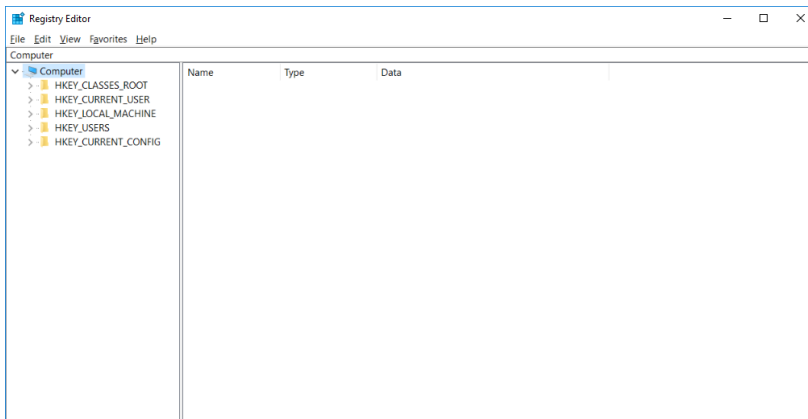 Registry Editor
File Edit View Favorites Help
Computer
Computer
Name Type Data
HKEY_CLASSES_ROOT
HKEY_CURRENT_USER
HKEY_LOCAL_MACHINE
HKEY_USERS
HKEY_CURRENT_CONFIG